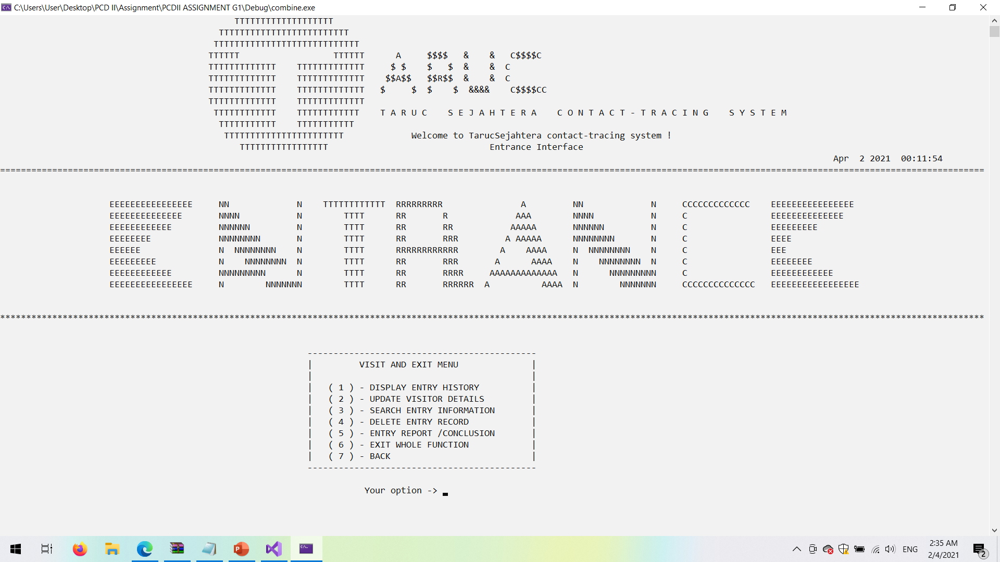 C:\Users\User\Desktop\PCD II\Assignment\PCDII ASSIGNMENT G1\Debug\combine.exe
TTTTTTTTTTTTTTTTTTT
TTTTTTTTTTTTTTTTTTTTTTTTT
TTTTTTTTTTTTTTTTTTTTTTTTTTTT
TTTTTT                  TTTTTT      A     $$$$   &    &   C$$$$C
TTTTTTTTTTTTT    TTTTTTTTTTTTT     $ $    $   $  &    &  C
TTTTTTTTTTTTT    TTTTTTTTTTTTT    $$A$$   $$R$$  &    &  C
TTTTTTTTTTTTT    TTTTTTTTTTTTT   $     $  $    $  &&&&    C$$$$CC
TTTTTTTTTTTTT    TTTTTTTTTTTTT
TTTTTTTTTTTT    TTTTTTTTTTTT    T A R U C    S E J A H T E R A    C O N T A C T - T R A C I N G    S Y S T E M
TTTTTTTTTTT    TTTTTTTTTTT
TTTTTTTTTTTTTTTTTTTTTTT             Welcome to TarucSejahtera contact-tracing system !
TTTTTTTTTTTTTTTTT                               Entrance Interface
Apr  2 2021  00:11:54
=============================================================================================================================================================================================
EEEEEEEEEEEEEEEE     NN             N    TTTTTTTTTTTT  RRRRRRRRR               A         NN             N     CCCCCCCCCCCCC    EEEEEEEEEEEEEEEE
EEEEEEEEEEEEEE       NNNN           N        TTTT      RR       R             AAA        NNNN           N     C                EEEEEEEEEEEEEE
EEEEEEEEEEEE         NNNNNN         N        TTTT      RR       RR           AAAAA       NNNNNN         N     C                EEEEEEEEE
EEEEEEEE             NNNNNNNN       N        TTTT      RR       RRR         A AAAAA      NNNNNNNN       N     C                EEEE
EEEEEE               N  NNNNNNNN    N        TTTT      RRRRRRRRRRRR        A    AAAA     N  NNNNNNNN    N     C                EEE
EEEEEEEEE            N    NNNNNNNN  N        TTTT      RR       RRR       A      AAAA    N    NNNNNNNN  N     C                EEEEEEEE
EEEEEEEEEEEE         NNNNNNNNN      N        TTTT      RR       RRRR     AAAAAAAAAAAAA   N      NNNNNNNNN     C                EEEEEEEEEEEE
EEEEEEEEEEEEEEEE     N        NNNNNNN        TTTT      RR       RRRRRR  A          AAAA  N        NNNNNNN     CCCCCCCCCCCCCC   EEEEEEEEEEEEEEEEE
*********************************************************************************************************************************************************************************************
--------------------------------------------
|         VISIT AND EXIT MENU              |
|                                          |
|   ( 1 ) - DISPLAY ENTRY HISTORY          |
|   ( 2 ) - UPDATE VISITOR DETAILS         |
|   ( 3 ) - SEARCH ENTRY INFORMATION       |
|   ( 4 ) - DELETE ENTRY RECORD            |
|   ( 5 ) - ENTRY REPORT /CONCLUSION       |
|   ( 6 ) - EXIT WHOLE FUNCTION            |
|   ( 7 ) - BACK                           |
--------------------------------------------
Your option ->
ENG
2:35 AM
2/4/2021
2